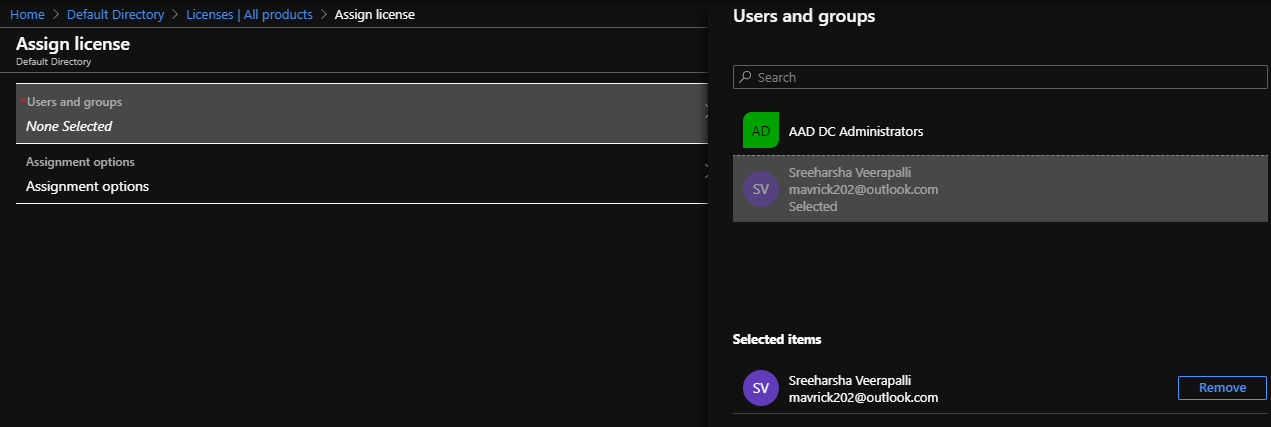 Home > Default Directory > Licenses | All products > Assign license
Assign license
Default Directory
*Users and groups
None Selected
Assignment options
Assignment options
Users and groups
Search
AD AAD DC Administrators
SV
Sreeharsha Veerapalli
mavrick202@outlook.com
Selected
Selected items
SV
Sreeharsha Veerapalli
mavrick202@outlook.com
Remove